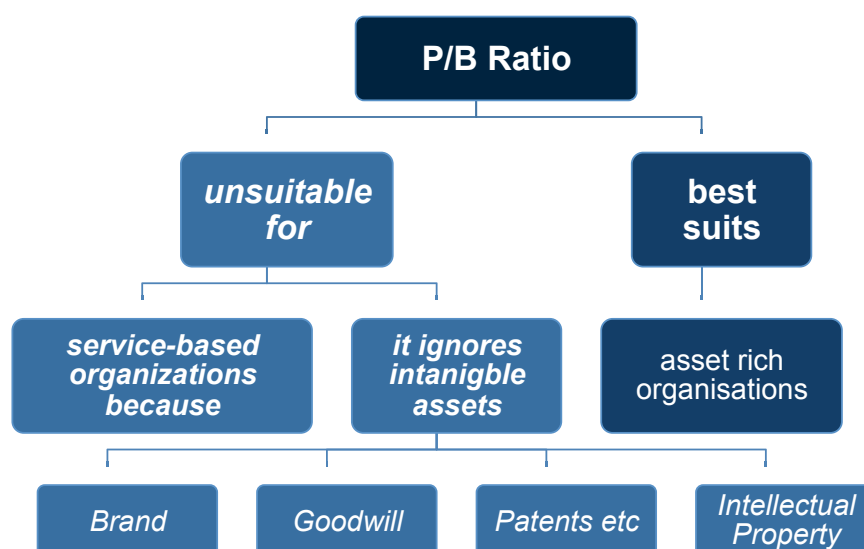 P/B Ratio
unsuitable
for
best
suits
service-based
organizations
because
it ignores
intanigble
assets
asset rich
organisations
Brand
Goodwill
Patents etc
Intellectual
Property